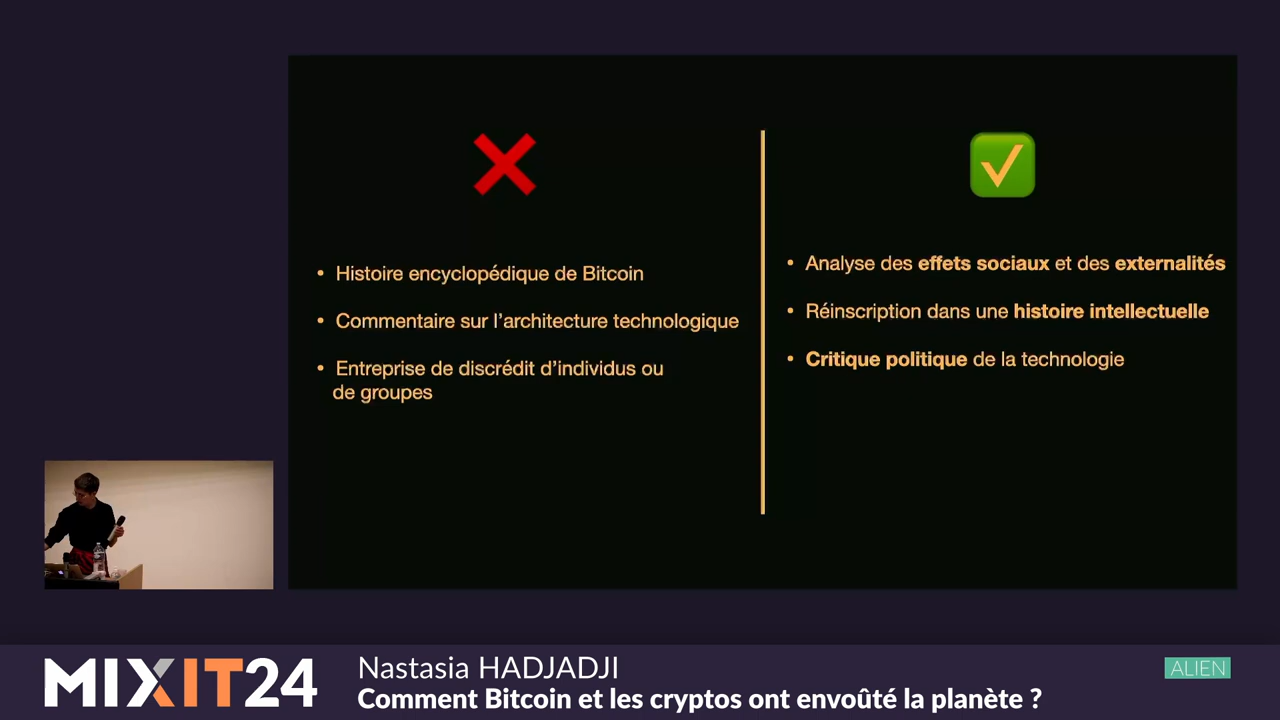 • Histoire encyclopédique de Bitcoin
• Commentaire sur l’architecture technologique
• Entreprise de discrédit d’individus ou
de groupes
• Analyse des effets sociaux et des externalités
• Réinscription dans une histoire intellectuelle
• Critique politique de la technologie
MIXIT24
Nastasia HADJADJI
Comment Bitcoin et les cryptos ont envoûté la planète ?
ALIEN